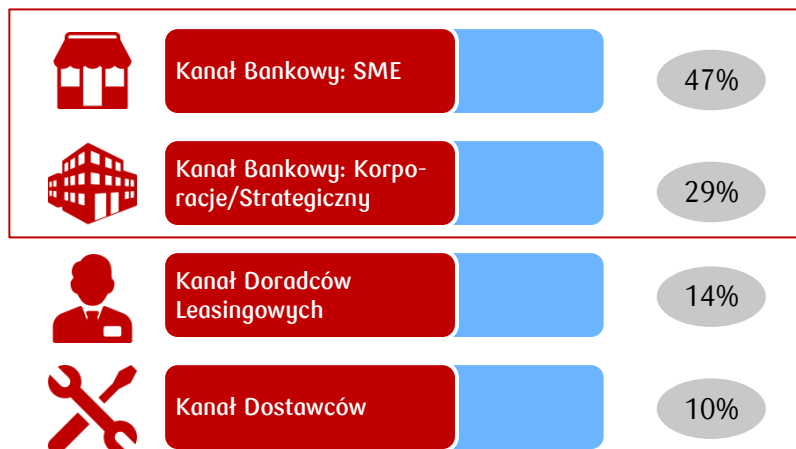 Kanał Bankowy: SME
47%
Kanał Bankowy: Korpo-
racje/Strategiczny
29%
Kanał Doradców
Leasingowych
14%
Kanał Dostawców
10%